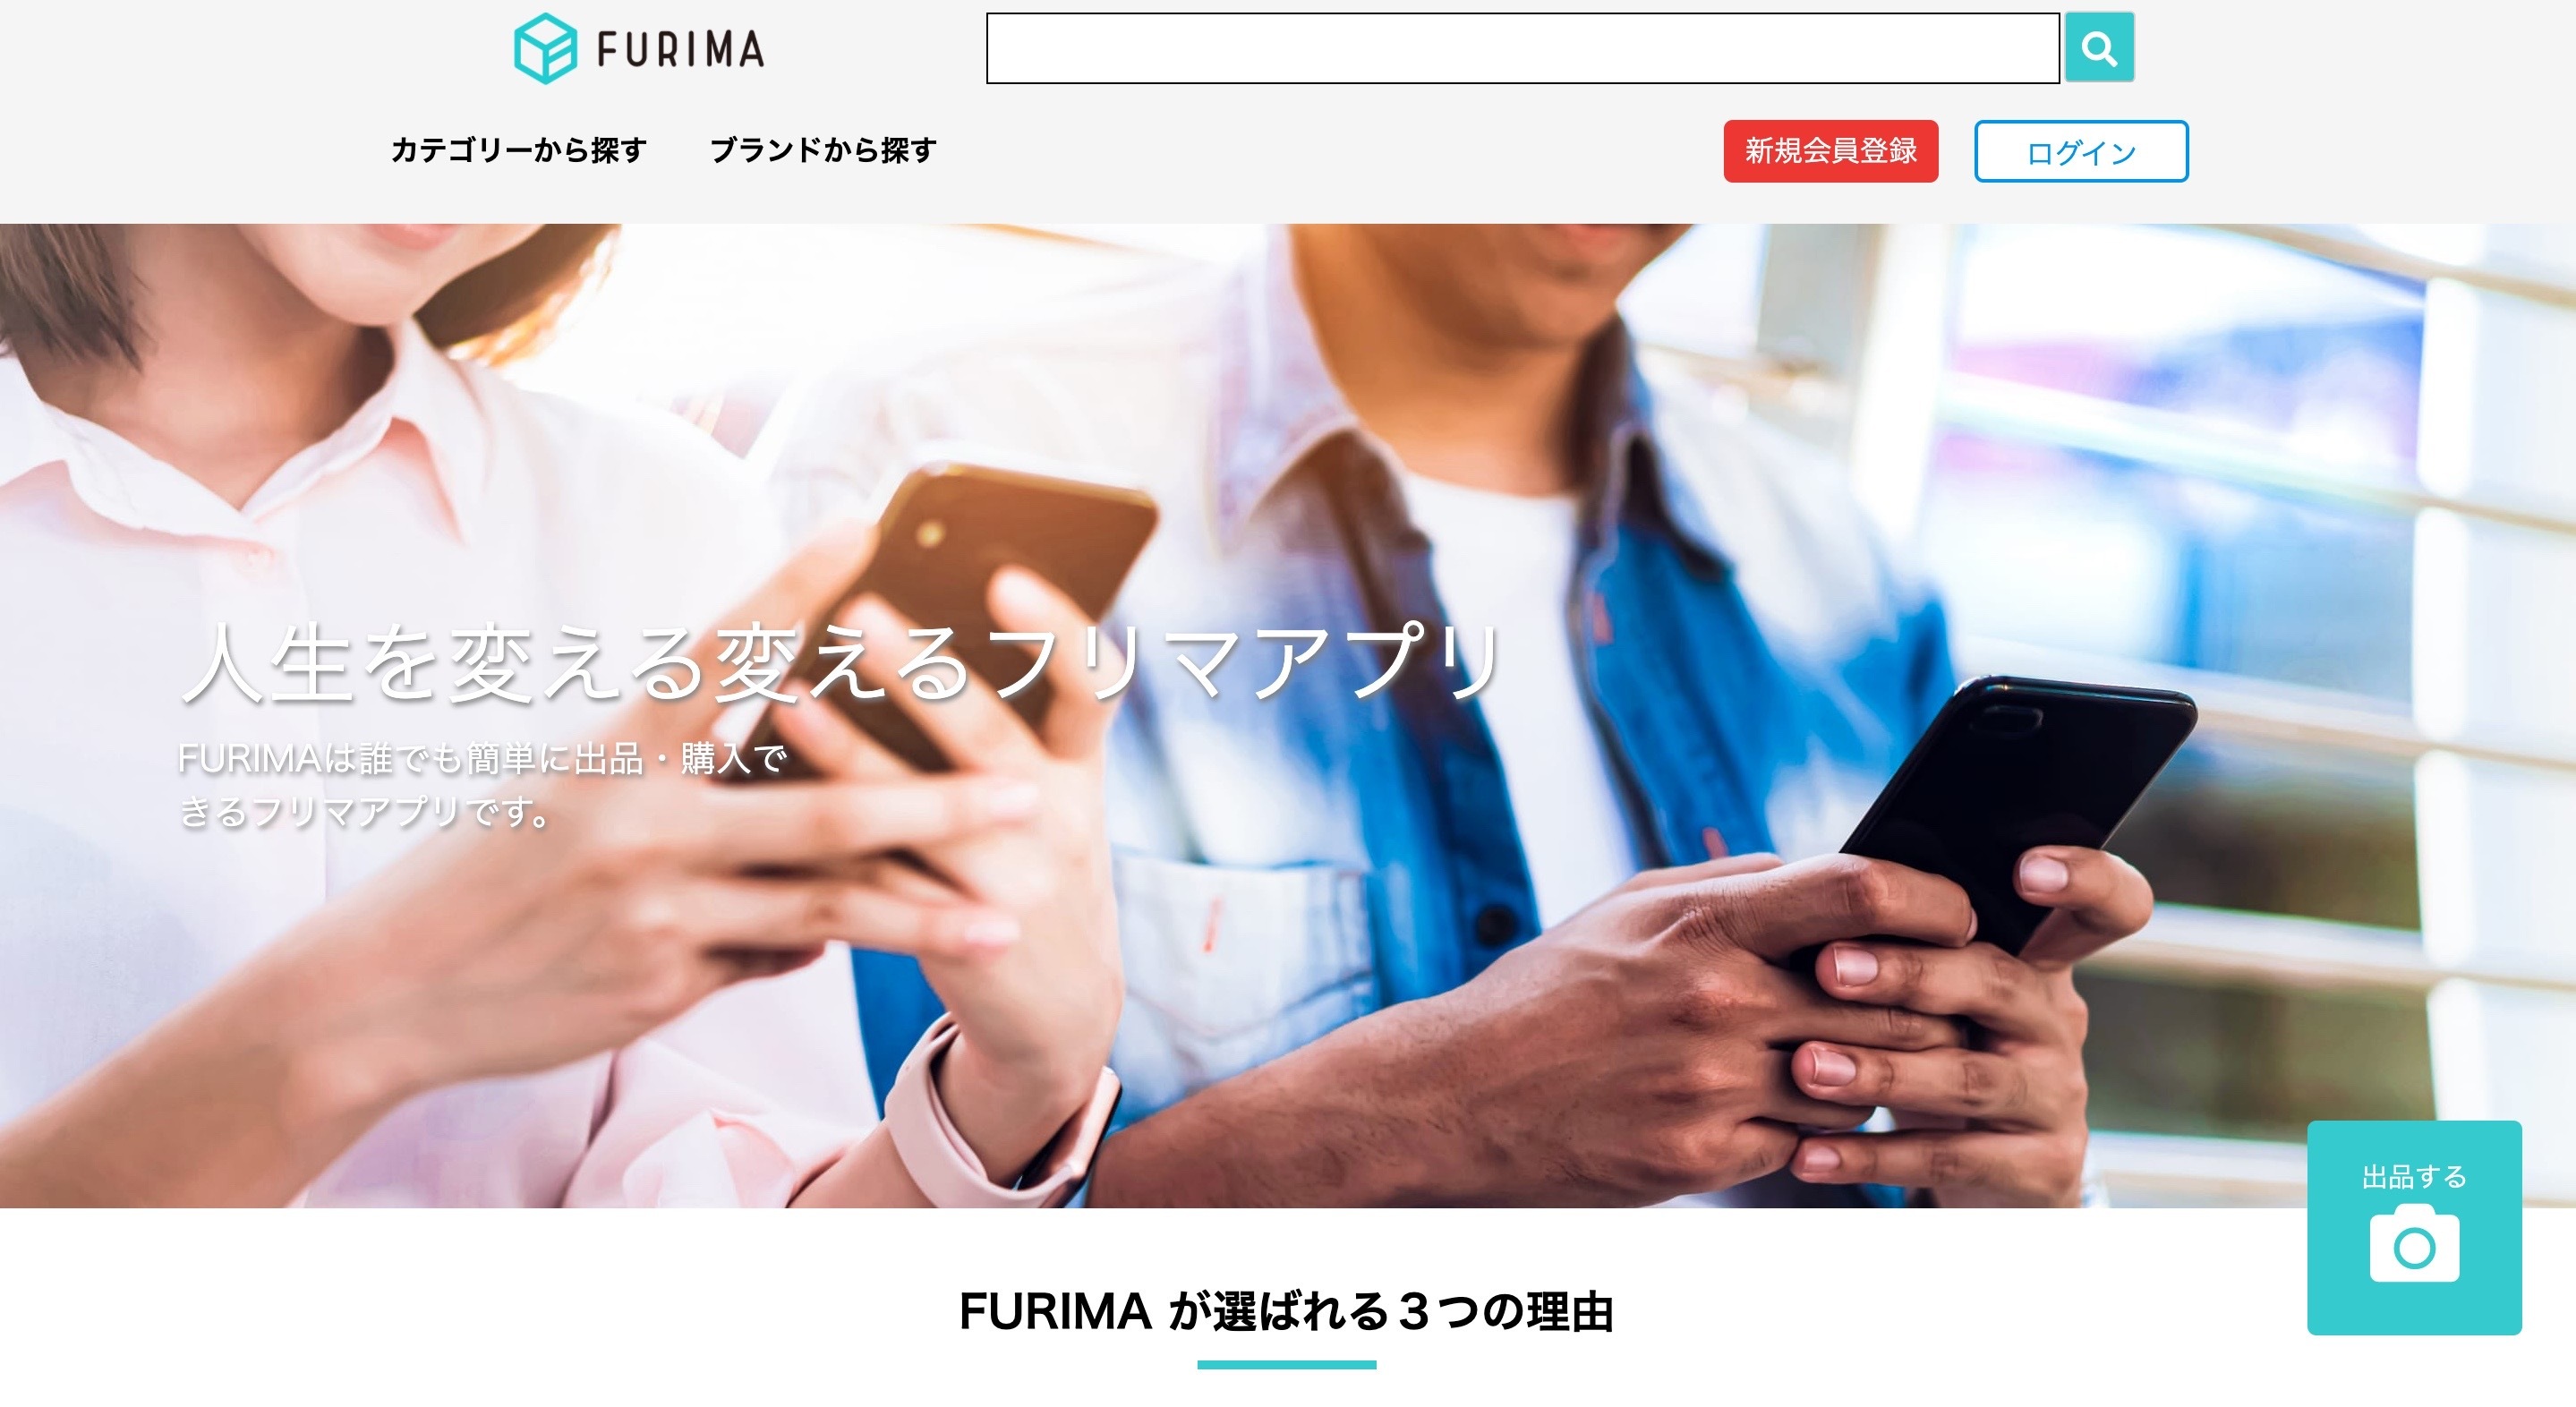 FURIMA
カテゴリーから探す
ブランドから探す
新規会員登録
ログイン
人生を変える変えるフリマアプリ
FURIMAは誰でも簡単に出品・購入で
きるフリマアプリです。
出品する
FURIMA が選ばれる３つの理由